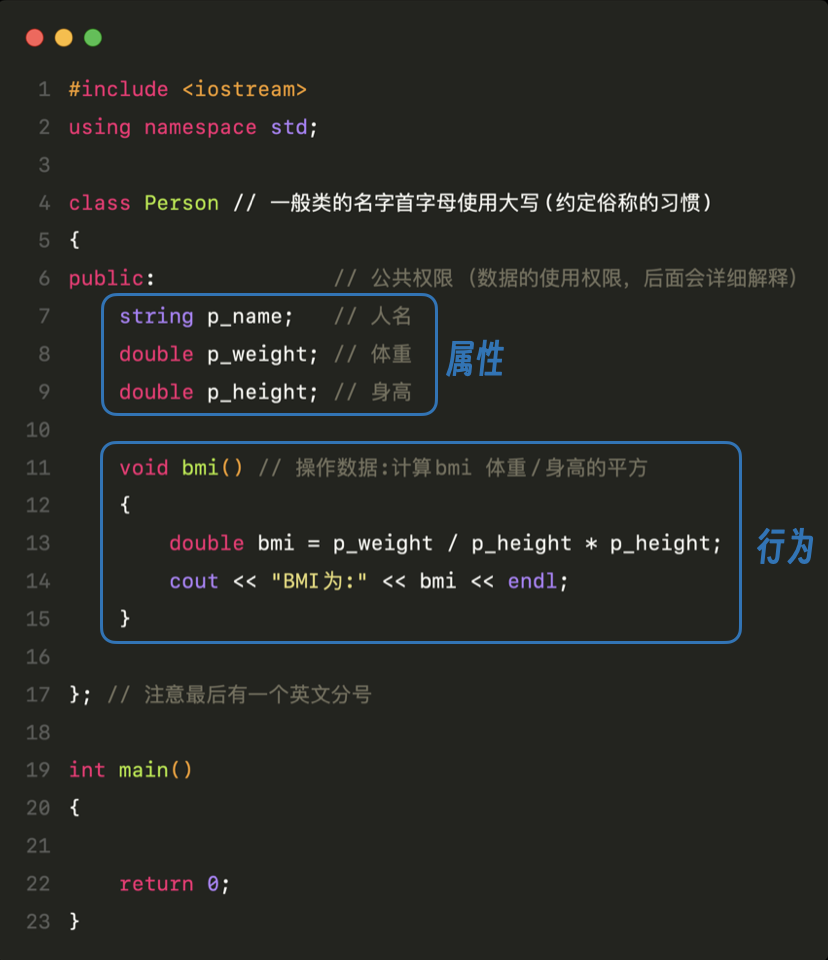 1 #include <iostream>
2 using namespace std;
3
4 class Person // 一般类的名字首字母使用大写(约定俗称的习惯)
5 {
6 public: // 公共权限 (数据的使用权限, 后面会详细解释)
7 string p_name; // 人名
8 double p_weight; // 体重
属性
9 double p_height; // 身高
10
11 void bmi() // 操作数据:计算bmi 体重/身高的平方
12 {
13 double bmi = p_weight / p_height * p_height;
行为
14 cout << "BMI为:" << bmi << endl;
15 }
16
17 }; // 注意最后有一个英文分号
18
19 int main()
20 {
21
22 return 0;
23 }